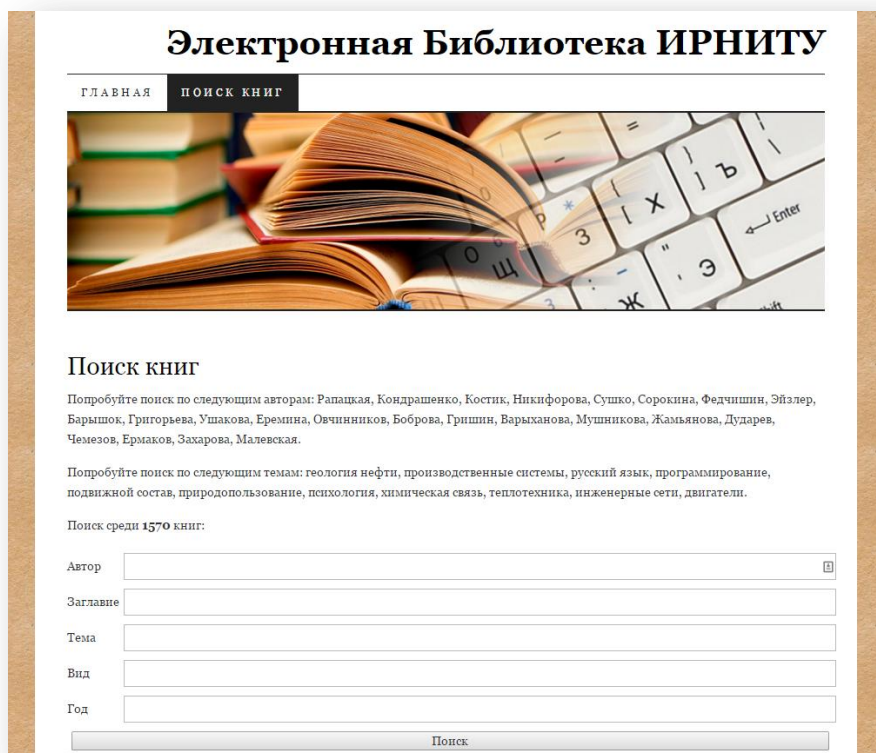 Электронная Библиотека ИРНИТУ
ГЛАВНАЯ ПОИСК КНИГ
Поиск книг
Попробуйте поиск по следующим авторам: Рапацкая, Кондрашенко, Костик, Никифорова, Сушко, Сорокина, Федчишин, Эйзлер,
Барышок, Григорьева, Ушакова, Еремина, Овчинников, Боброва, Гришин, Варыханова, Мушникова, Жамьянова, Дударев,
Чемезов, Ермаков, Захарова, Малевская.
Попробуйте поиск по следующим темам: геология нефти, производственные системы, русский язык, программирование,
подвижной состав, природопользование, психология, химическая связь, теплотехника, инженерные сети, двигатели.
Поиск среди 1570 книг:
Автор
Заглавие
Тема
Вид
Год
Поиск